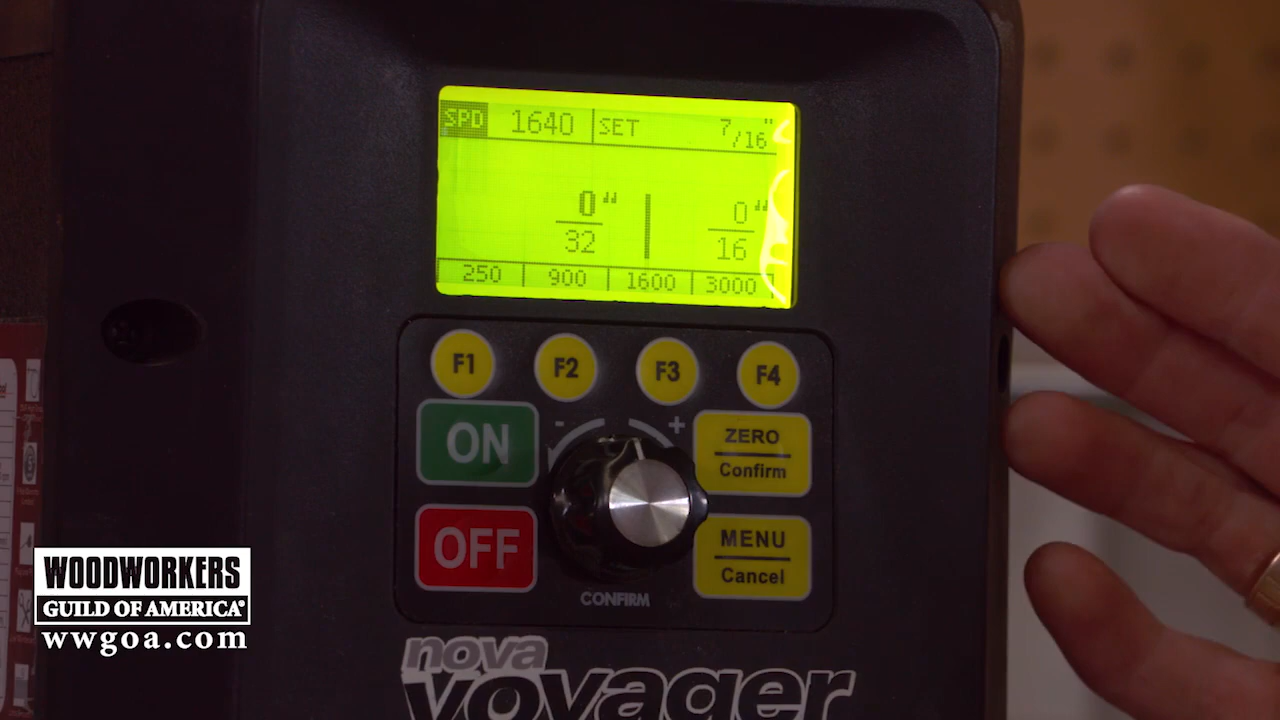 SPD 1640 SET 7/16"
0/32" 0/16"
250 900 1600 3000
F1 F2 F3 F4
ON
- +
ZERO
Confirm
OFF
MENU
Cancel
CONFIRM
nova
voyager
WOODWORKERS
GUILD OF AMERICA®
wwgoa.com